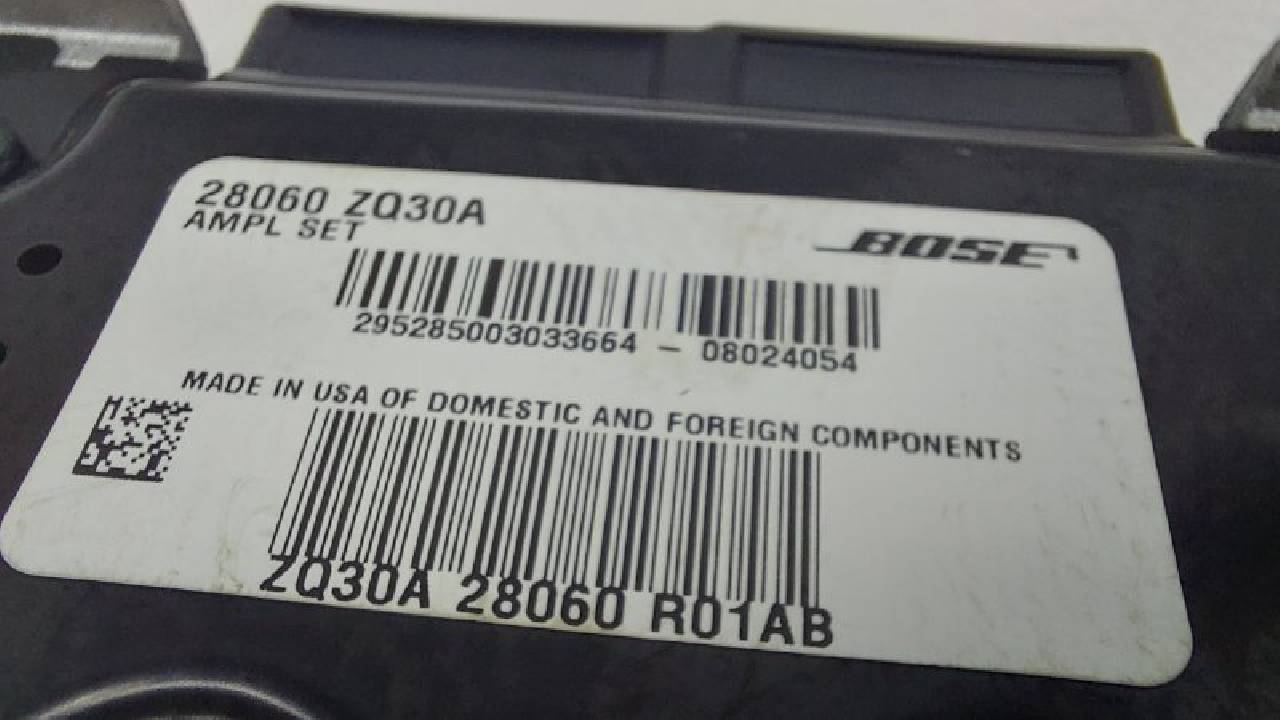 28060 ZQ30A
AMPL SET
BOSE
295285003033664 - 08024054
MADE IN USA OF DOMESTIC AND FOREIGN COMPONENTS
ZQ30A 28060 R01AB